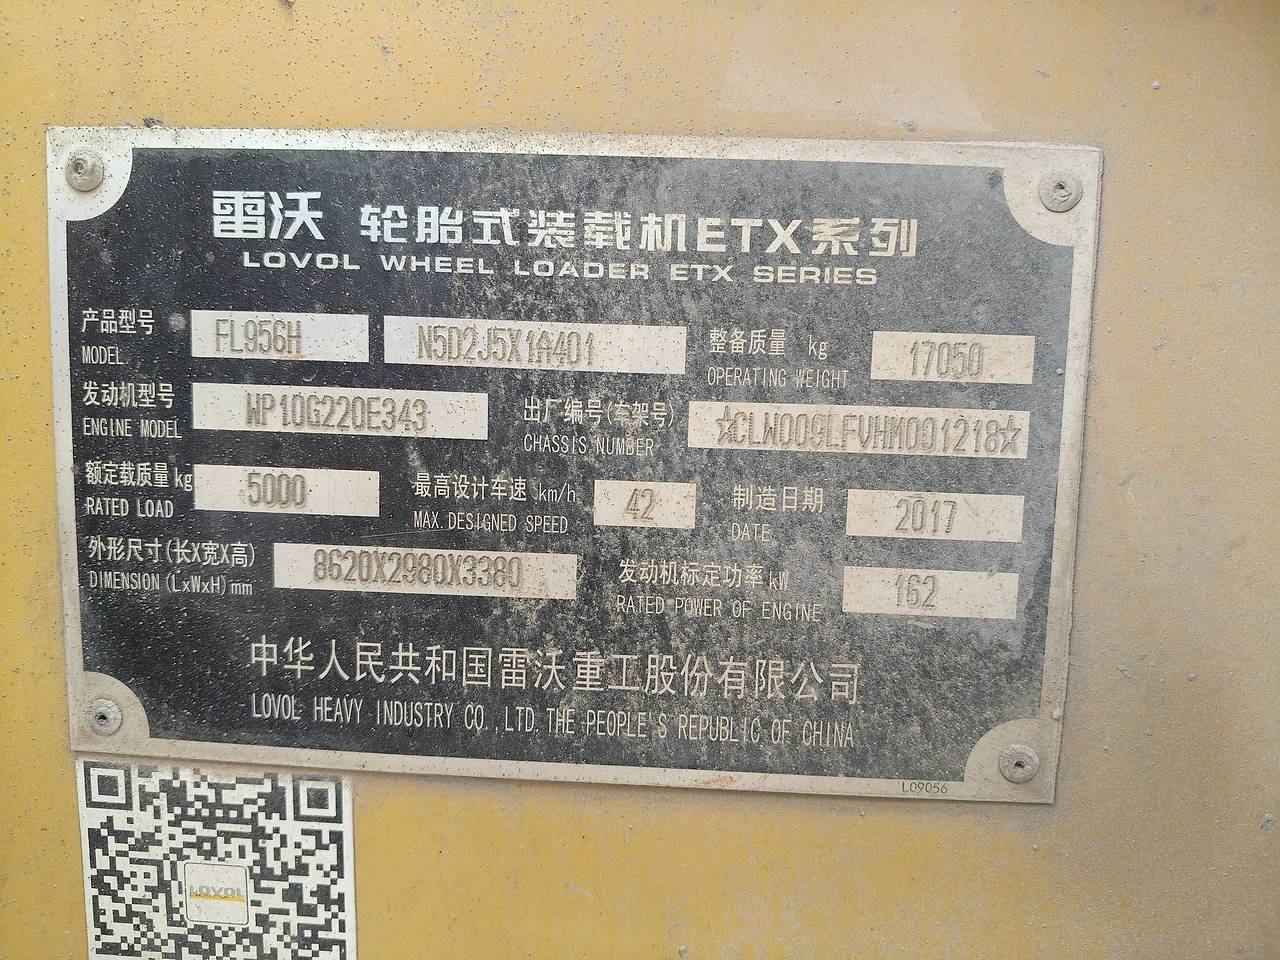 雷沃 轮胎式装载机ETX系列
LOVOL WHEEL LOADER ETX SERIES
产品型号 FL956H N5D2J5X1A401 整备质量 kg 17050
MODEL OPERATING WEIGHT
发动机型号 WP10G220E343 出厂编号(车架号) ☆CLW009LFVHM001218☆
ENGINE MODEL CHASSIS NUMBER
额定载质量 kg 5000 最高设计车速 km/h 42 制造日期 2017
RATED LOAD MAX.DESIGNED SPEED DATE
外形尺寸(长X宽X高) 8620X2980X3380 发动机标定功率 kW 162
DIMENSION (LxWxH) mm RATED POWER OF ENGINE
中华人民共和国雷沃重工股份有限公司
LOVOL HEAVY INDUSTRY CO.,LTD.THE PEOPLE'S REPUBLIC OF CHINA
L09056
LOVOL